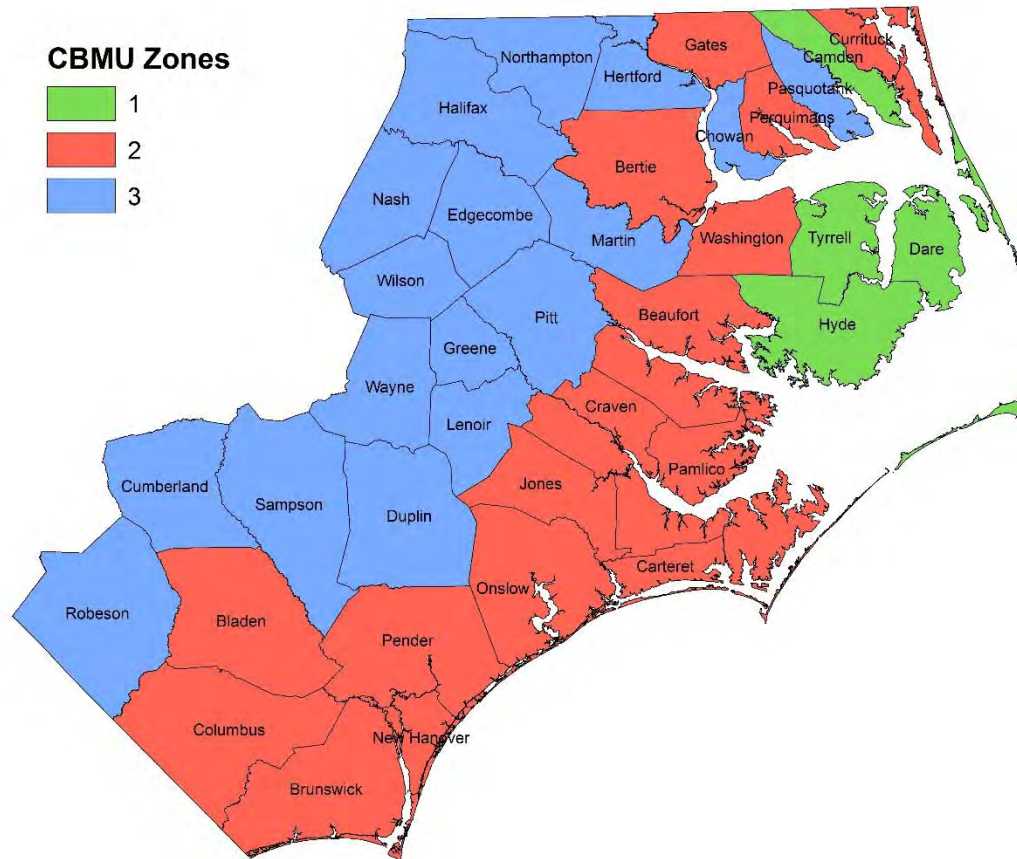 CBMU Zones
1
2
3
Northampton
Hertford
Gates
Currituck
Camden
Pasquotank
Perquimans
Chowan
Halifax
Bertie
Nash
Edgecombe
Martin
Washington
Tyrrell
Dare
Wilson
Pitt
Beaufort
Hyde
Greene
Wayne
Lenoir
Craven
Pamlico
Jones
Cumberland
Sampson
Duplin
Carteret
Onslow
Robeson
Bladen
Pender
Columbus
New Hanover
Brunswick